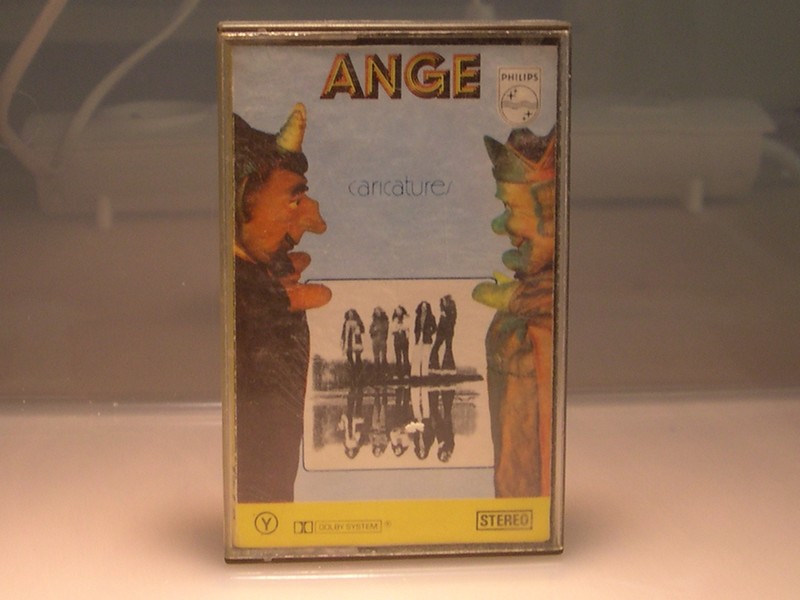 ANGE
PHILIPS
caricatures
Y
DOLBY SYSTEM ®
STEREO